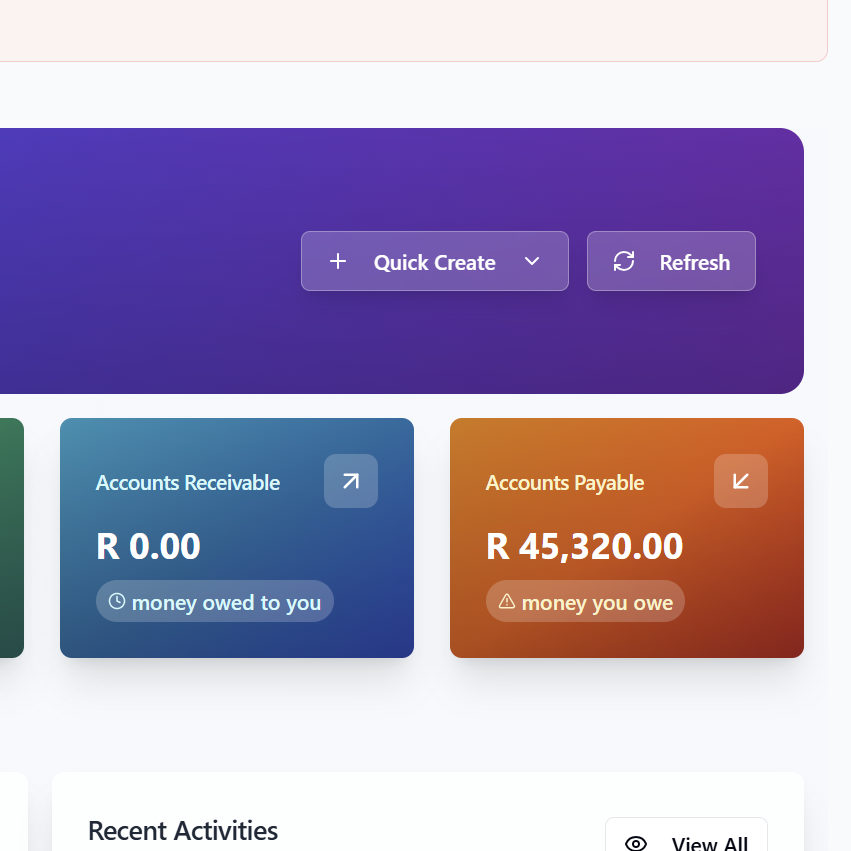 Quick Create
Refresh
Accounts Receivable
R 0.00
money owed to you
Accounts Payable
R 45,320.00
money you owe
Recent Activities
View All